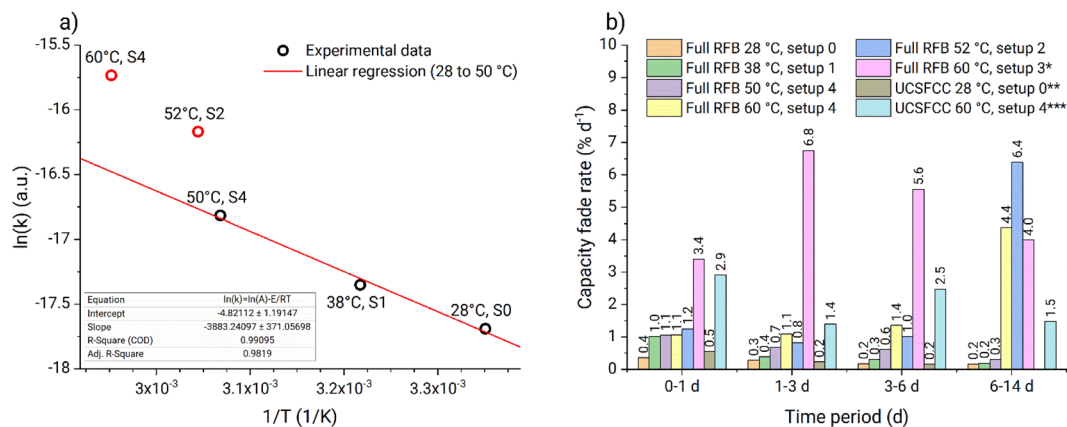 a)
60°C, S4
52°C, S2
50°C, S4
38°C, S1
28°C, S0
Experimental data
Linear regression (28 to 50 °C)
ln(k) (a.u.)
-15.5
-16
-16.5
-17
-17.5
-18
Equation ln(k)=ln(A)-E/RT
Intercept -4.82112 ± 1.19147
Slope -3883.24097 ± 371.05698
R-Square (COD) 0.99095
Adj. R-Square 0.9819
3×10⁻³ 3.1×10⁻³ 3.2×10⁻³ 3.3×10⁻³
1/T (1/K)
b)
Full RFB 28 °C, setup 0
Full RFB 38 °C, setup 1
Full RFB 50 °C, setup 4
Full RFB 60 °C, setup 4
Full RFB 52 °C, setup 2
Full RFB 60 °C, setup 3*
UCSFCC 28 °C, setup 0**
UCSFCC 60 °C, setup 4***
Capacity fade rate (% d⁻¹)
10
9
8
7
6
5
4
3
2
1
0
0.4 1.0 1.1 1.1 1.2 3.4 0.5 2.9
0.3 0.4 0.7 1.1 0.8 6.8 0.2 1.4
0.2 0.3 0.6 1.4 1.0 5.6 0.2 2.5
0.2 0.2 0.3 4.4 6.4 4.0 1.5
0-1 d 1-3 d 3-6 d 6-14 d
Time period (d)